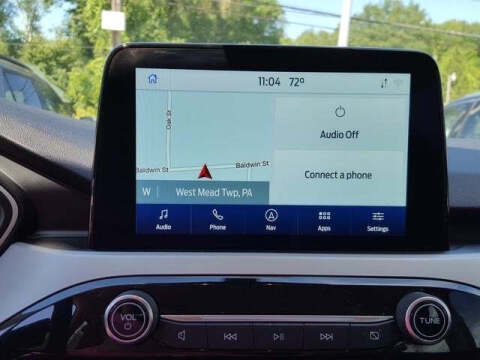 11:04 72°
Oak St
Baldwin St
Baldwin St
W West Mead Twp, PA
Audio Off
Connect a phone
Audio Phone Nav Apps Settings
VOL
TUNE